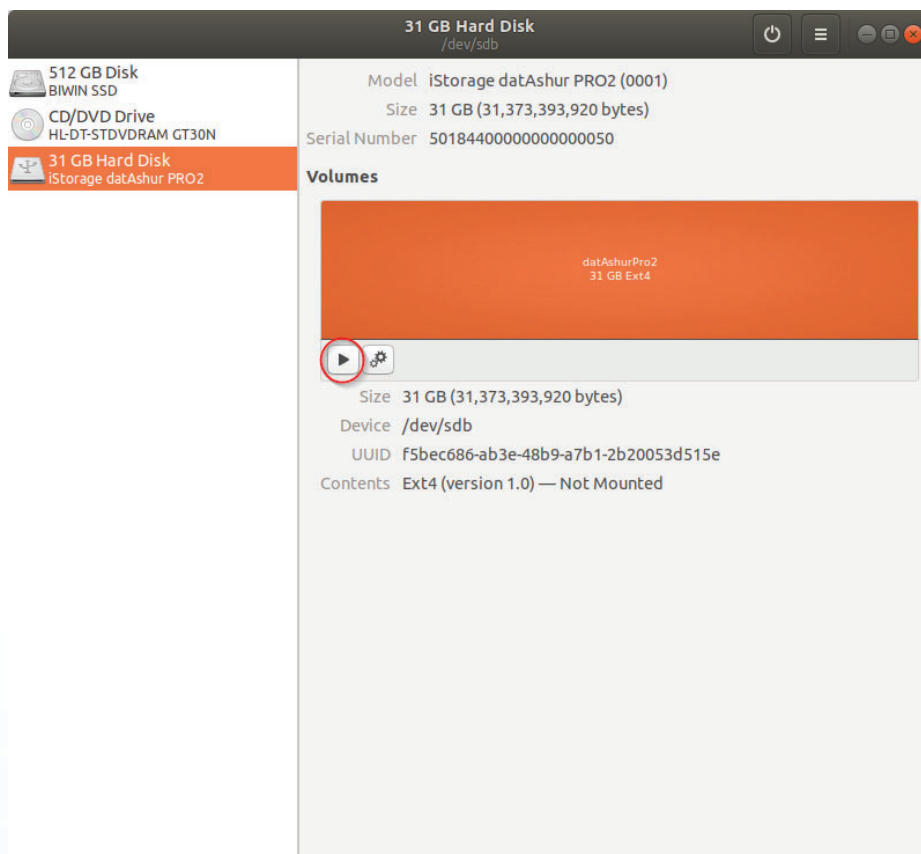 31 GB Hard Disk
/dev/sdb
512 GB Disk
BIWIN SSD
CD/DVD Drive
HL-DT-STDVDRAM GT30N
31 GB Hard Disk
iStorage datAshur PRO2
Model iStorage datAshur PRO2 (0001)
Size 31 GB (31,373,393,920 bytes)
Serial Number 50184400000000000050
Volumes
datAshurPro2
31 GB Ext4
Size 31 GB (31,373,393,920 bytes)
Device /dev/sdb
UUID f5bec686-ab3e-48b9-a7b1-2b20053d515e
Contents Ext4 (version 1.0) — Not Mounted